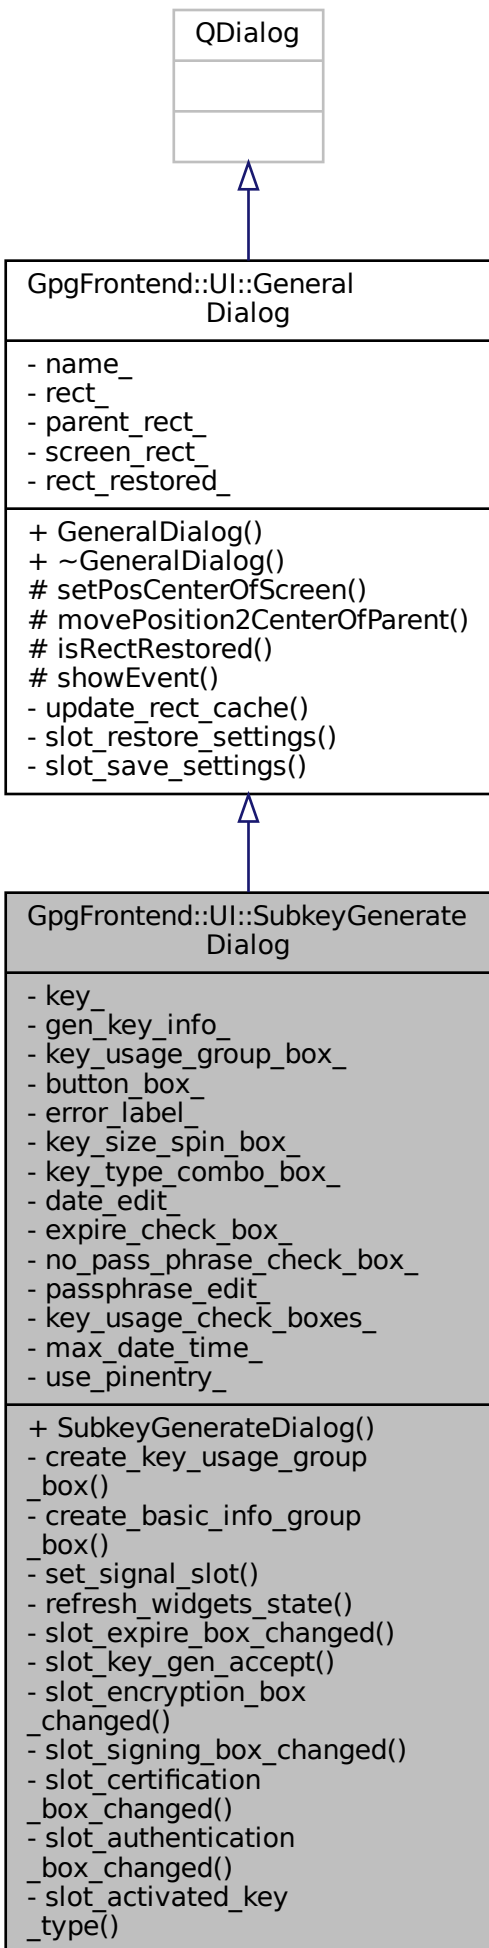 QDialog
GpgFrontend::UI::General
Dialog
- name_
- rect_
- parent_rect_
- screen_rect_
- rect_restored_
+ GeneralDialog()
+ ~GeneralDialog()
# setPosCenterOfScreen()
# movePosition2CenterOfParent()
# isRectRestored()
# showEvent()
- update_rect_cache()
- slot_restore_settings()
- slot_save_settings()
GpgFrontend::UI::SubkeyGenerate
Dialog
- key_
- gen_key_info_
- key_usage_group_box_
- button_box_
- error_label_
- key_size_spin_box_
- key_type_combo_box_
- date_edit_
- expire_check_box_
- no_pass_phrase_check_box_
- passphrase_edit_
- key_usage_check_boxes_
- max_date_time_
- use_pinentry_
+ SubkeyGenerateDialog()
- create_key_usage_group
_box()
- create_basic_info_group
_box()
- set_signal_slot()
- refresh_widgets_state()
- slot_expire_box_changed()
- slot_key_gen_accept()
- slot_encryption_box
_changed()
- slot_signing_box_changed()
- slot_certification
_box_changed()
- slot_authentication
_box_changed()
- slot_activated_key
_type()